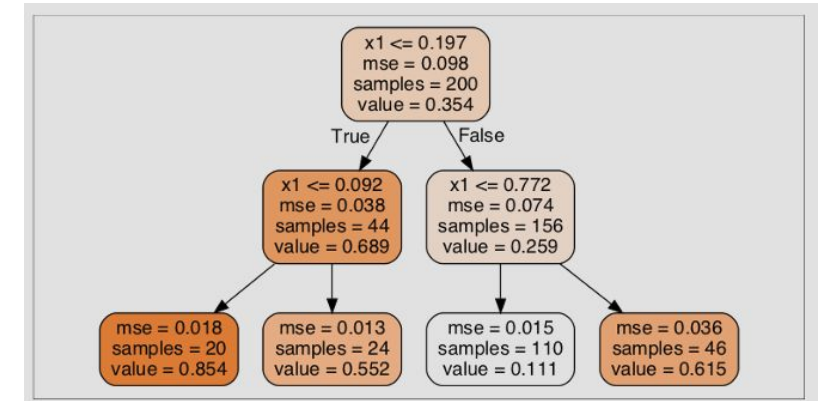 x1 <= 0.197
mse = 0.098
samples = 200
value = 0.354
True
False
x1 <= 0.092
mse = 0.038
samples = 44
value = 0.689
x1 <= 0.772
mse = 0.074
samples = 156
value = 0.259
mse = 0.018
samples = 20
value = 0.854
mse = 0.013
samples = 24
value = 0.552
mse = 0.015
samples = 110
value = 0.111
mse = 0.036
samples = 46
value = 0.615